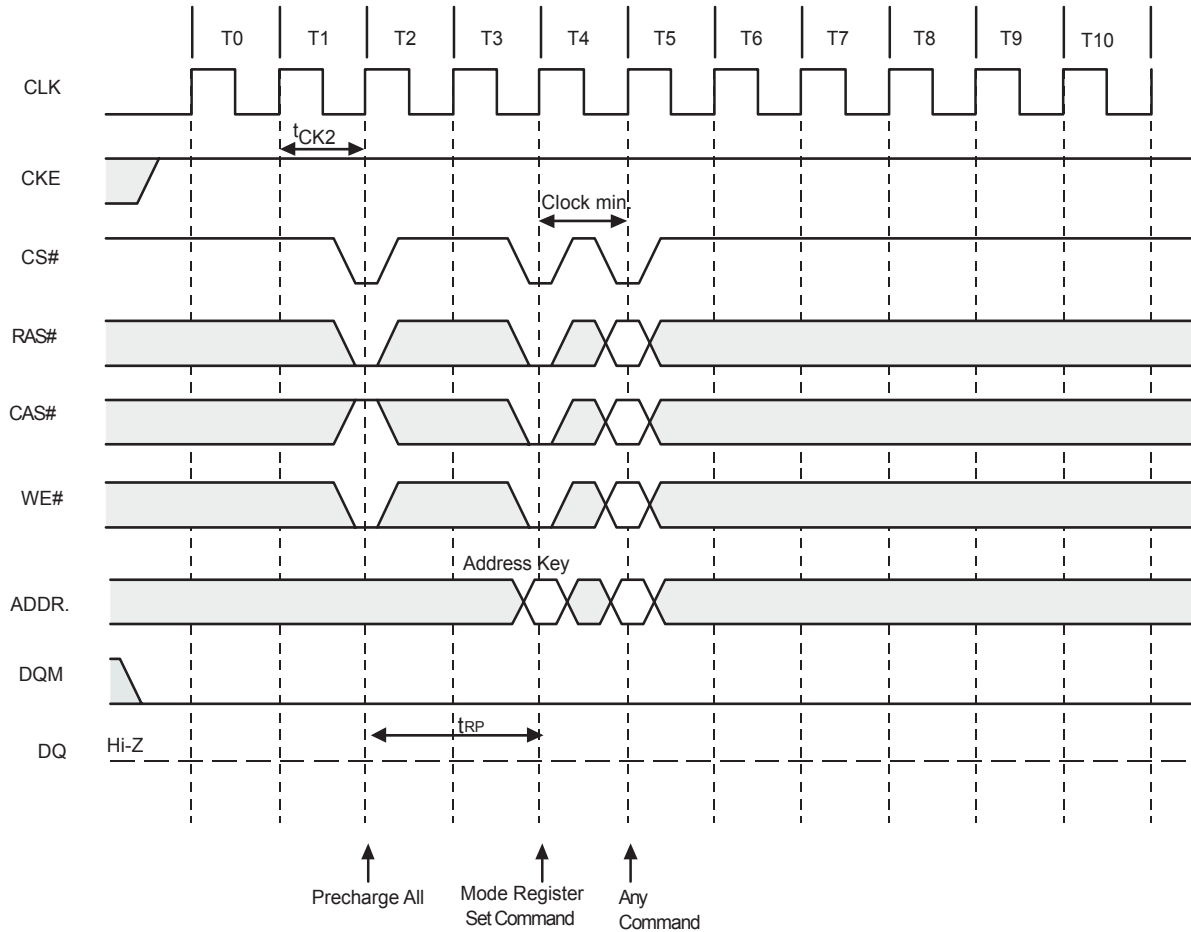 T0 T1 T2 T3 T4 T5 T6 T7 T8 T9 T10
CLK
tCK2
CKE
Clock min.
CS#
RAS#
CAS#
WE#
Address Key
ADDR.
DQM
tRP
DQ Hi-Z
Precharge All
Mode Register
Set Command
Any
Command